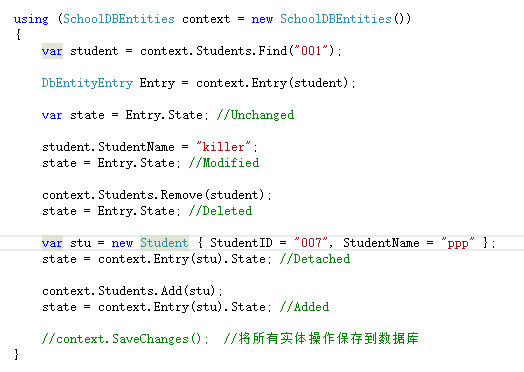 using (SchoolDBEntities context = new SchoolDBEntities())
{
var student = context.Students.Find("001");
DbEntityEntry Entry = context.Entry(student);
var state = Entry.State; //Unchanged
student.StudentName = "killer";
state = Entry.State; //Modified
context.Students.Remove(student);
state = Entry.State; //Deleted
var stu = new Student { StudentID = "007", StudentName = "ppp" };
state = context.Entry(stu).State; //Detached
context.Students.Add(stu);
state = context.Entry(stu).State; //Added
//context.SaveChanges();  //将所有实体操作保存到数据库
}